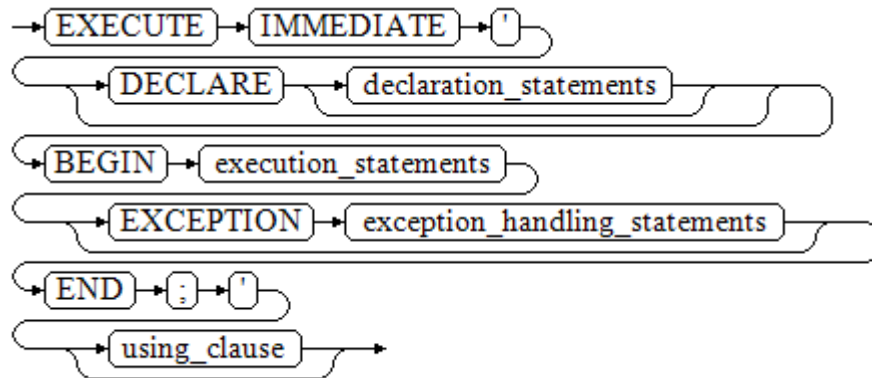 EXECUTE IMMEDIATE '
DECLARE declaration_statements
BEGIN execution_statements
EXCEPTION exception_handling_statements
END ; '
using_clause